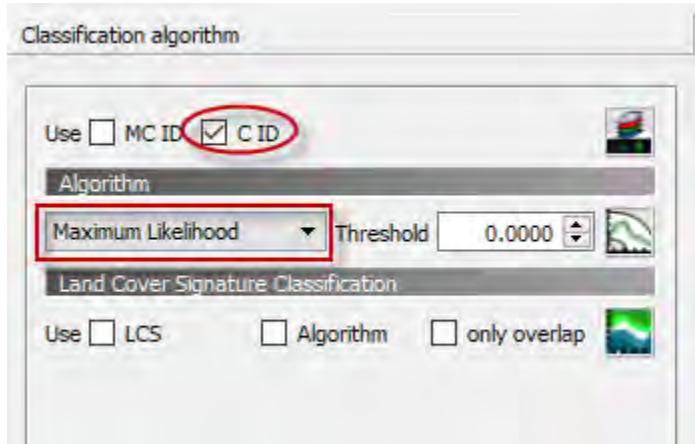 Classification algorithm
Use MC ID C ID
Algorithm
Maximum Likelihood Threshold 0.0000
Land Cover Signature Classification
Use LCS Algorithm only overlap